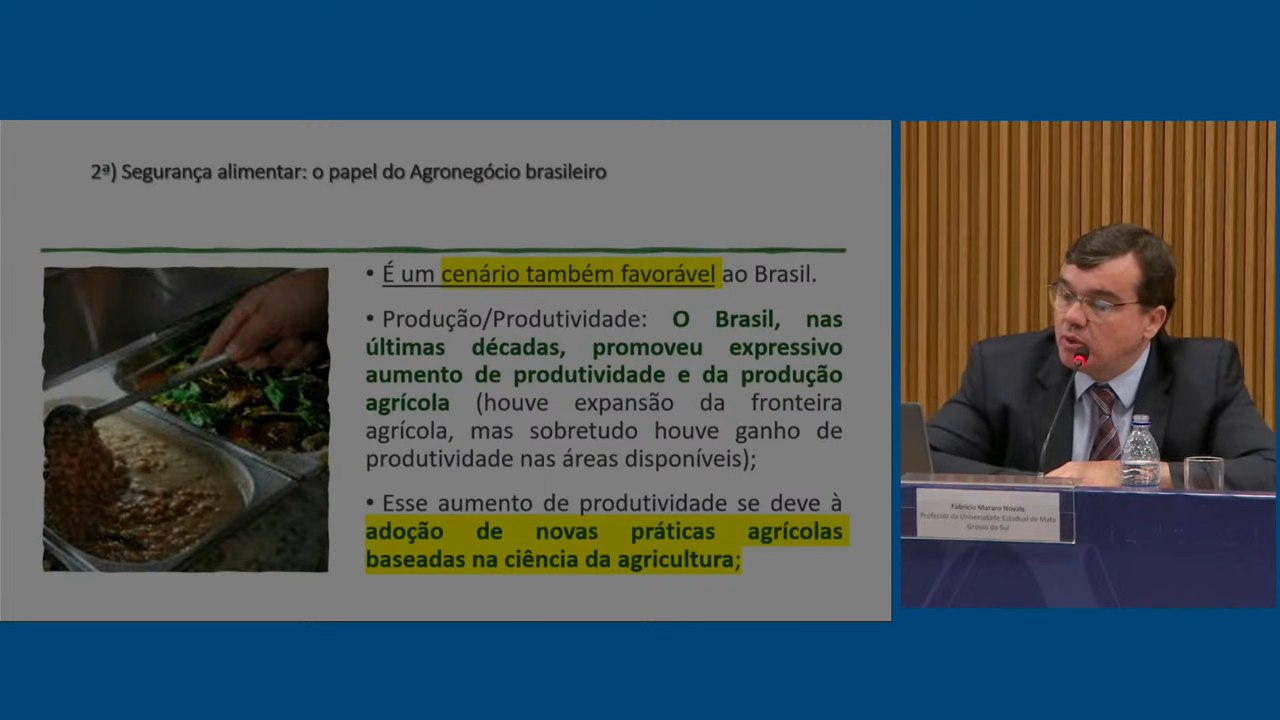 2ª) Segurança alimentar: o papel do Agronegócio brasileiro
• É um cenário também favorável ao Brasil.
• Produção/Produtividade: O Brasil, nas
últimas décadas, promoveu expressivo
aumento de produtividade e da produção
agrícola (houve expansão da fronteira
agrícola, mas sobretudo houve ganho de
produtividade nas áreas disponíveis);
• Esse aumento de produtividade se deve à
adoção de novas práticas agrícolas
baseadas na ciência da agricultura;
Fabricio Muraro Novais
Professor da Universidade Estadual de Mato
Grosso do Sul